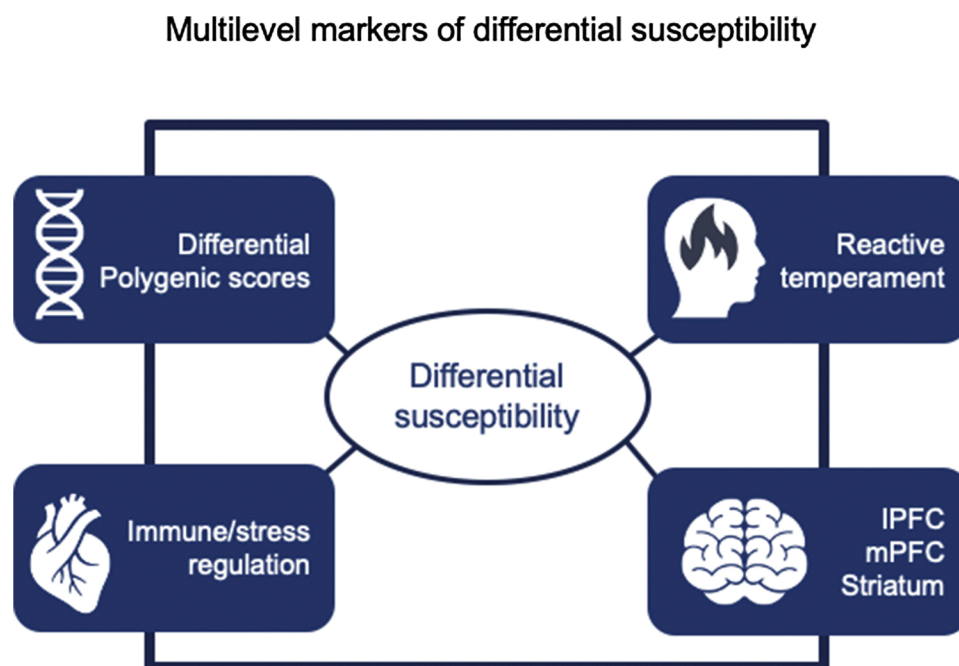 Multilevel markers of differential susceptibility
Differential
Polygenic scores
Reactive
temperament
Differential
susceptibility
Immune/stress
regulation
lPFC
mPFC
Striatum